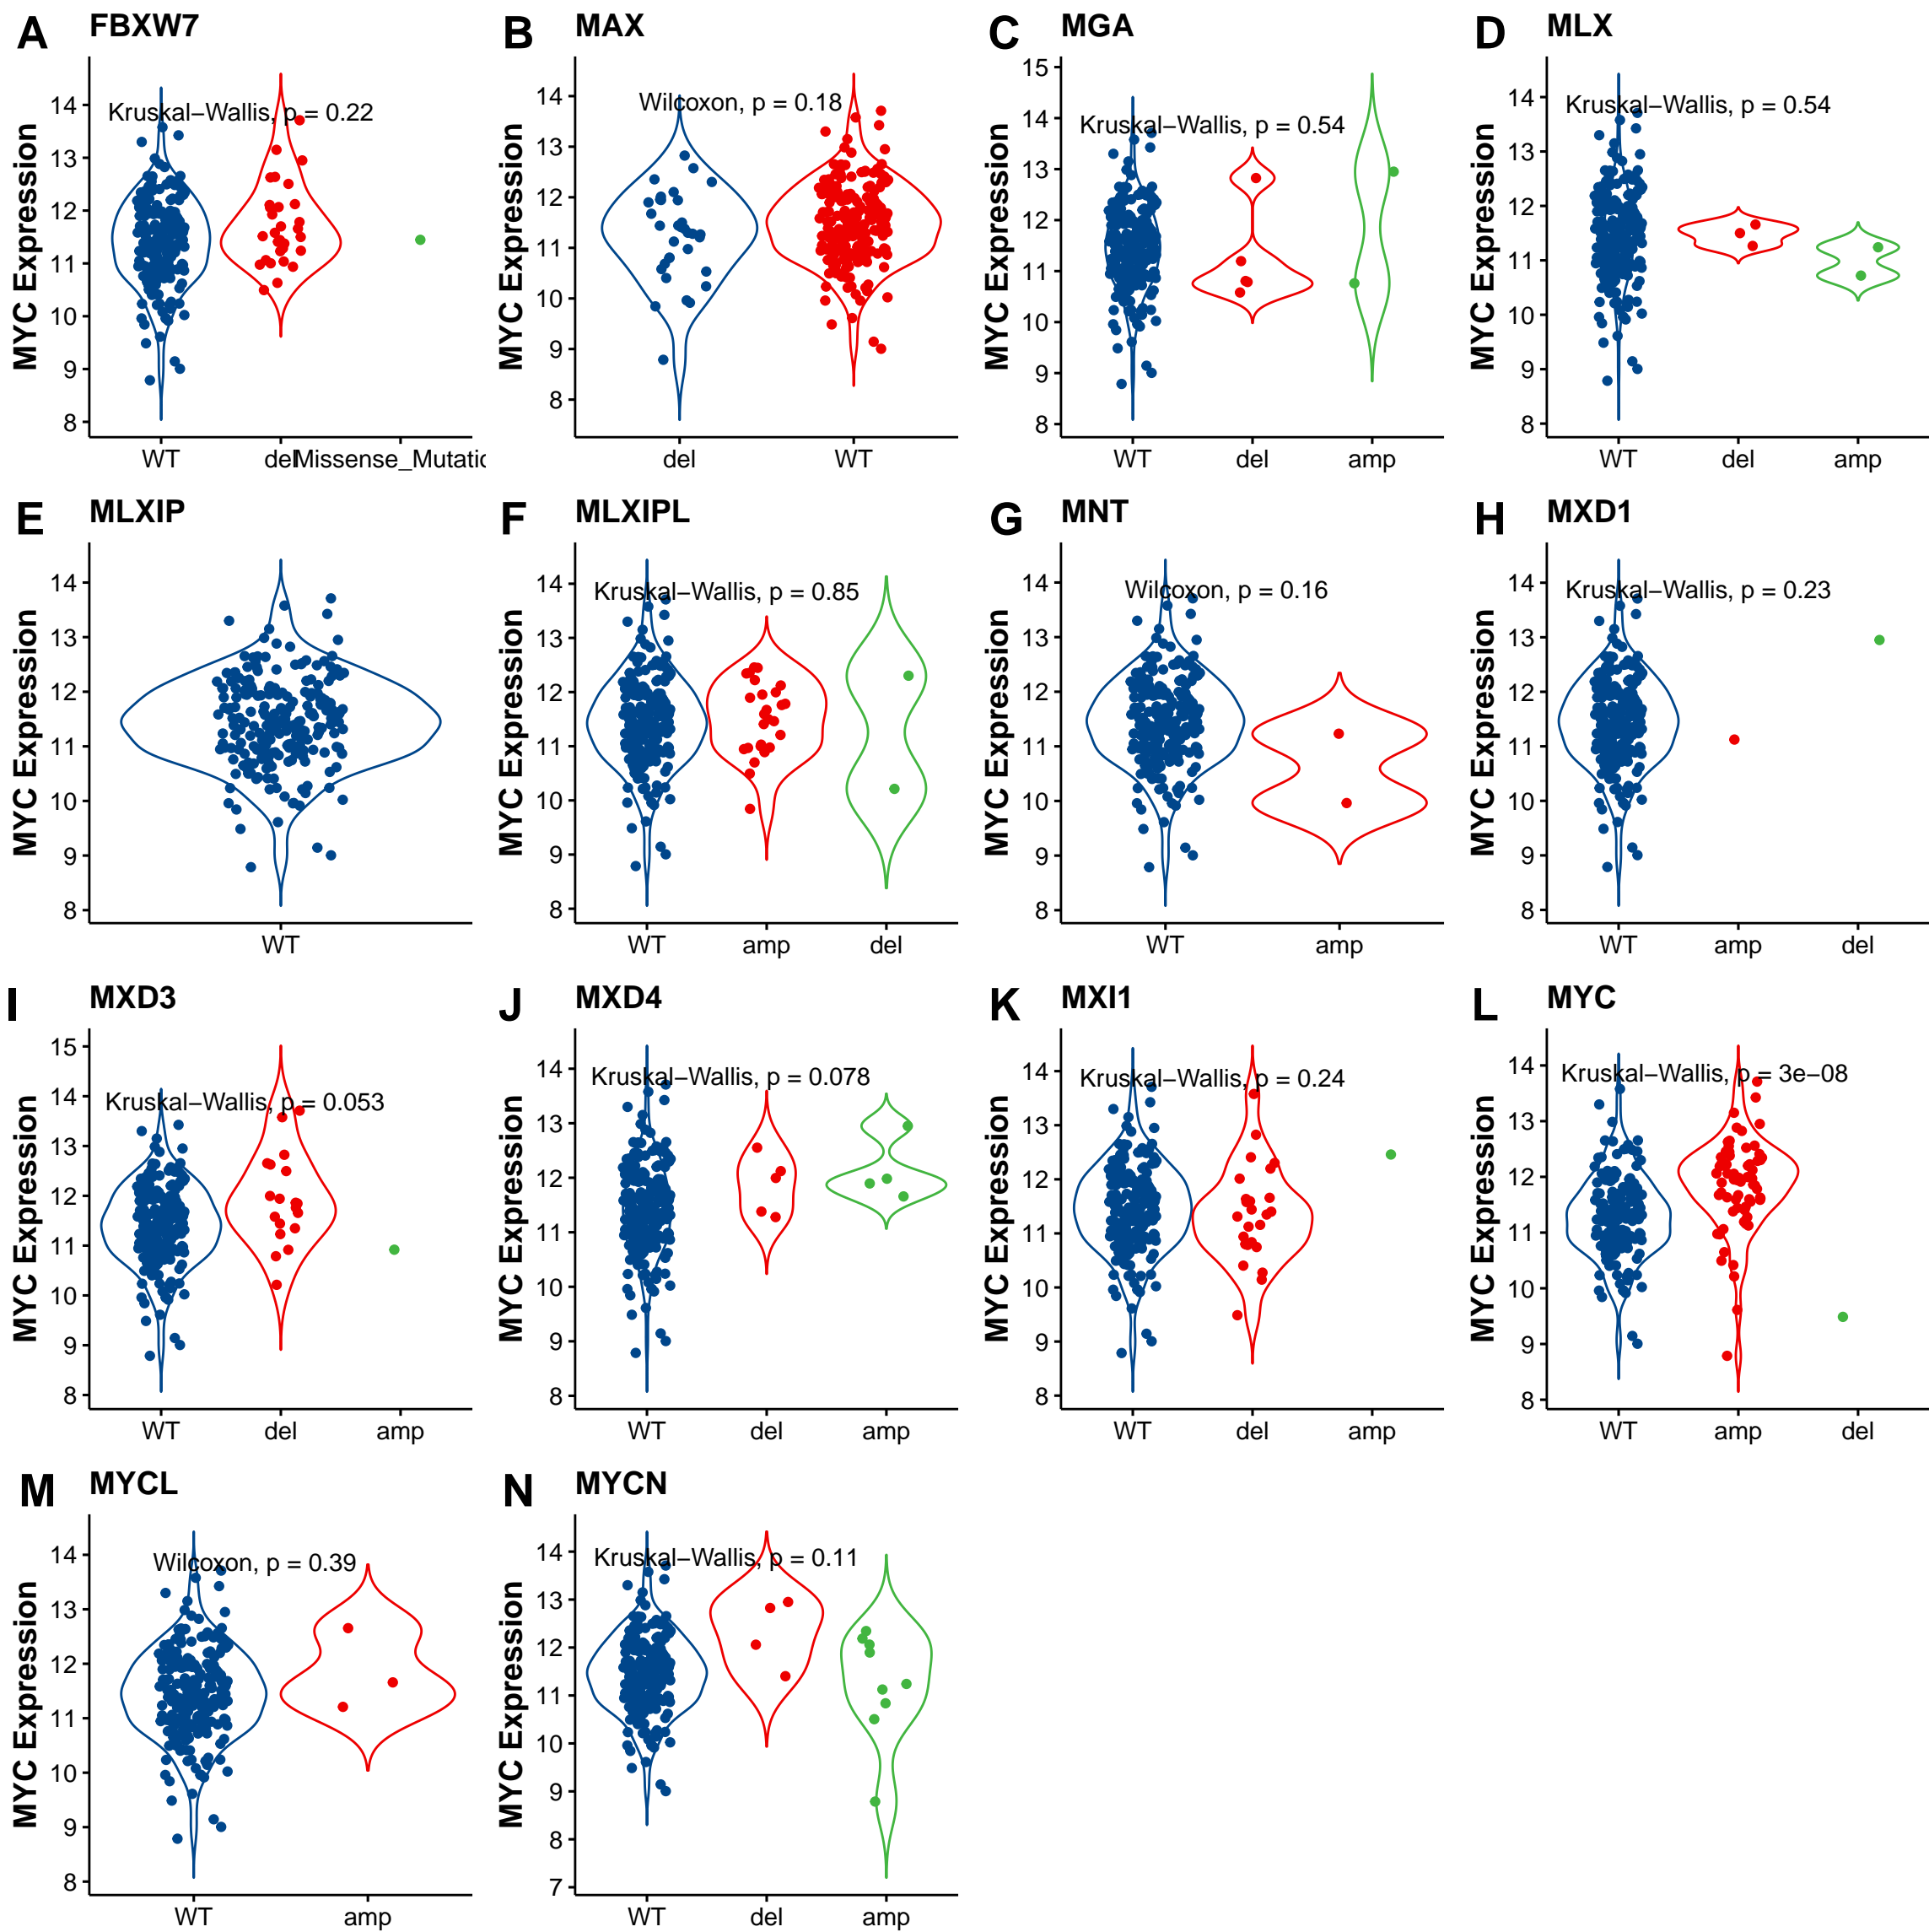 A FBXW7
MYC Expression
14
13
12
11
10
9
8
Kruskal−Wallis, p = 0.22
WT del Missense_Mutatic
B MAX
MYC Expression
14
13
12
11
10
9
8
Wilcoxon, p = 0.18
del WT
C MGA
MYC Expression
15
14
13
12
11
10
9
8
Kruskal−Wallis, p = 0.54
WT del amp
D MLX
MYC Expression
14
13
12
11
10
9
8
Kruskal−Wallis, p = 0.54
WT del amp
E MLXIP
MYC Expression
14
13
12
11
10
9
8
WT
F MLXIPL
MYC Expression
14
13
12
11
10
9
8
Kruskal−Wallis, p = 0.85
WT amp del
G MNT
MYC Expression
14
13
12
11
10
9
8
Wilcoxon, p = 0.16
WT amp
H MXD1
MYC Expression
14
13
12
11
10
9
8
Kruskal−Wallis, p = 0.23
WT amp del
I MXD3
MYC Expression
15
14
13
12
11
10
9
8
Kruskal−Wallis, p = 0.053
WT del amp
J MXD4
MYC Expression
14
13
12
11
10
9
8
Kruskal−Wallis, p = 0.078
WT del amp
K MXI1
MYC Expression
14
13
12
11
10
9
8
Kruskal−Wallis, p = 0.24
WT del amp
L MYC
MYC Expression
14
13
12
11
10
9
8
Kruskal−Wallis, p = 3e−08
WT amp del
M MYCL
MYC Expression
14
13
12
11
10
9
8
Wilcoxon, p = 0.39
WT amp
N MYCN
MYC Expression
14
13
12
11
10
9
8
7
Kruskal−Wallis, p = 0.11
WT del amp